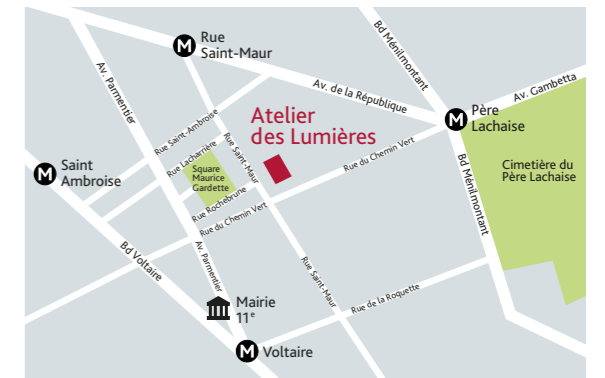 M
Rue
Saint-Maur
Bd Ménilmontant
Av. Parmentier
Av. de la République
Av. Gambetta
M
Père
Lachaise
Atelier
des Lumières
Rue Saint-Ambroise
Rue Saint-Maur
Rue Lacharrière
Rue du Chemin Vert
M
Saint
Ambroise
Square
Maurice
Gardette
Bd Ménilmontant
Cimetière du
Père Lachaise
Rue Rochebrune
Rue du Chemin Vert
Bd Voltaire
Av. Parmentier
Rue Saint-Maur
Mairie
11e
Rue de la Roquette
M
Voltaire